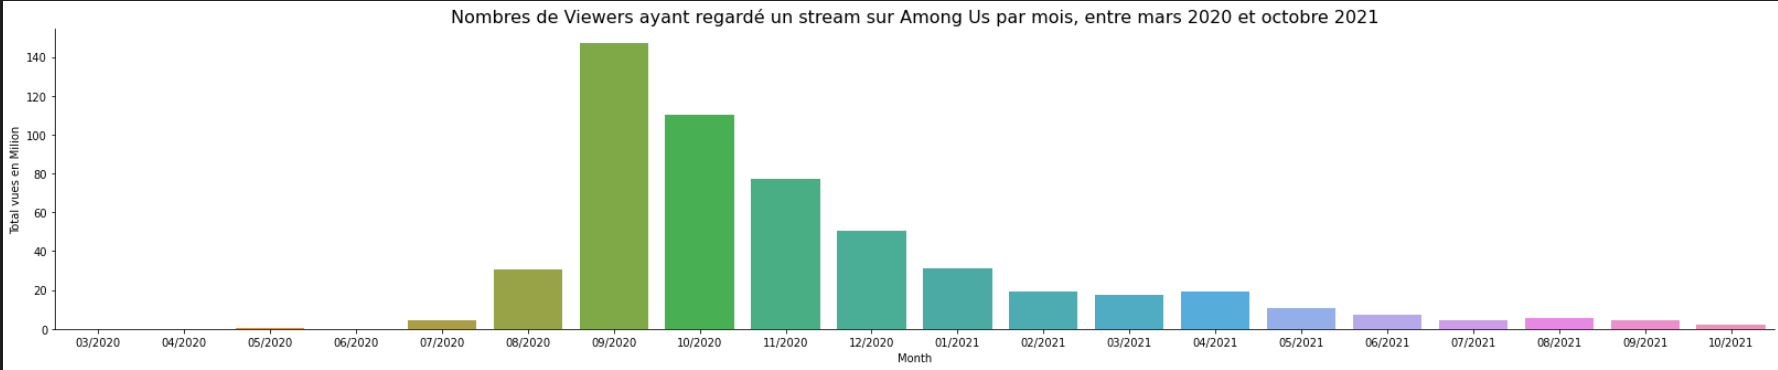 Nombres de Viewers ayant regardé un stream sur Among Us par mois, entre mars 2020 et octobre 2021
Total vues en Milion
140
120
100
80
60
40
20
0
03/2020 04/2020 05/2020 06/2020 07/2020 08/2020 09/2020 10/2020 11/2020 12/2020 01/2021 02/2021 03/2021 04/2021 05/2021 06/2021 07/2021 08/2021 09/2021 10/2021
Month